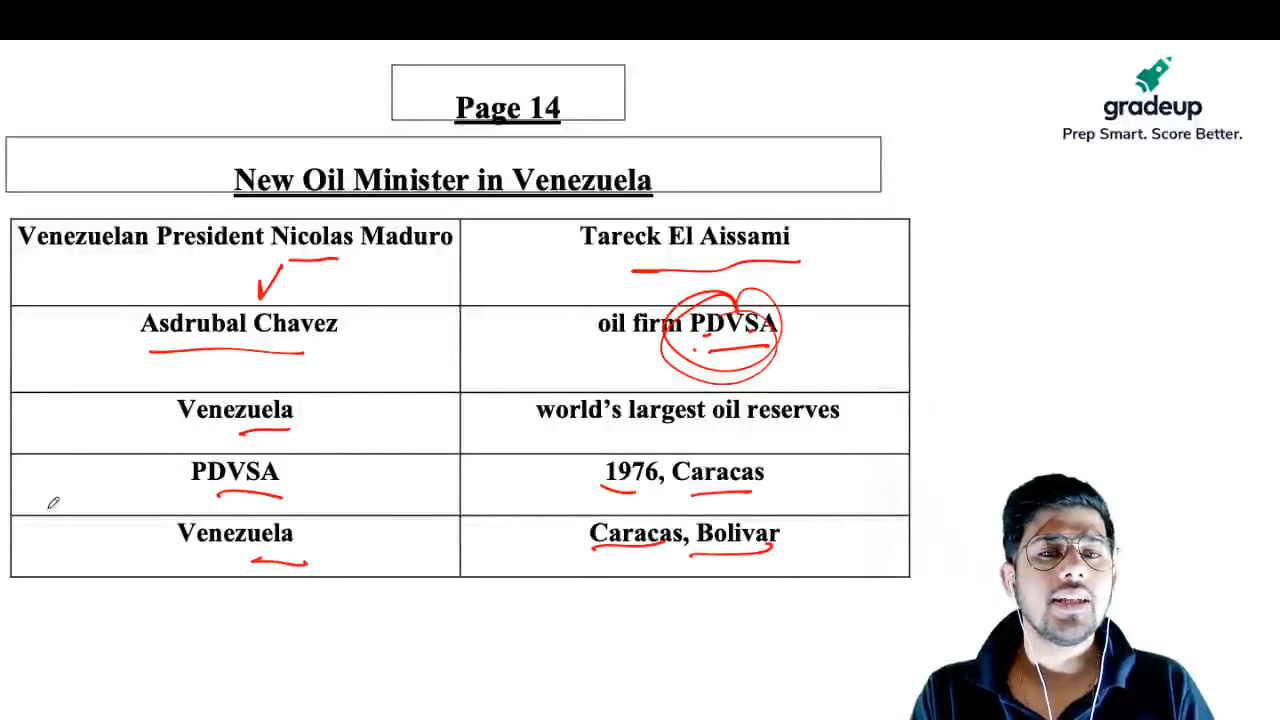 gradeup
Prep Smart. Score Better.
Page 14
New Oil Minister in Venezuela
Venezuelan President Nicolas Maduro
Tareck El Aissami
Asdrubal Chavez
oil firm PDVSA
Venezuela
world’s largest oil reserves
PDVSA
1976, Caracas
Venezuela
Caracas, Bolivar